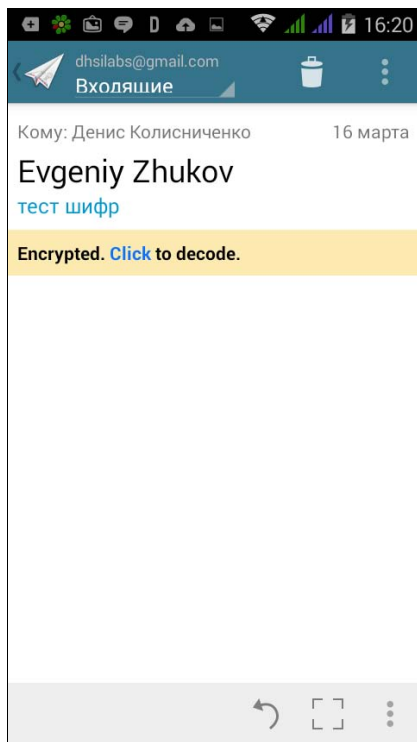 D
16:20
dhsilabs@gmail.com
Входящие
Кому: Денис Колисниченко 16 марта
Evgeniy Zhukov
тест шифр
Encrypted. Click to decode.